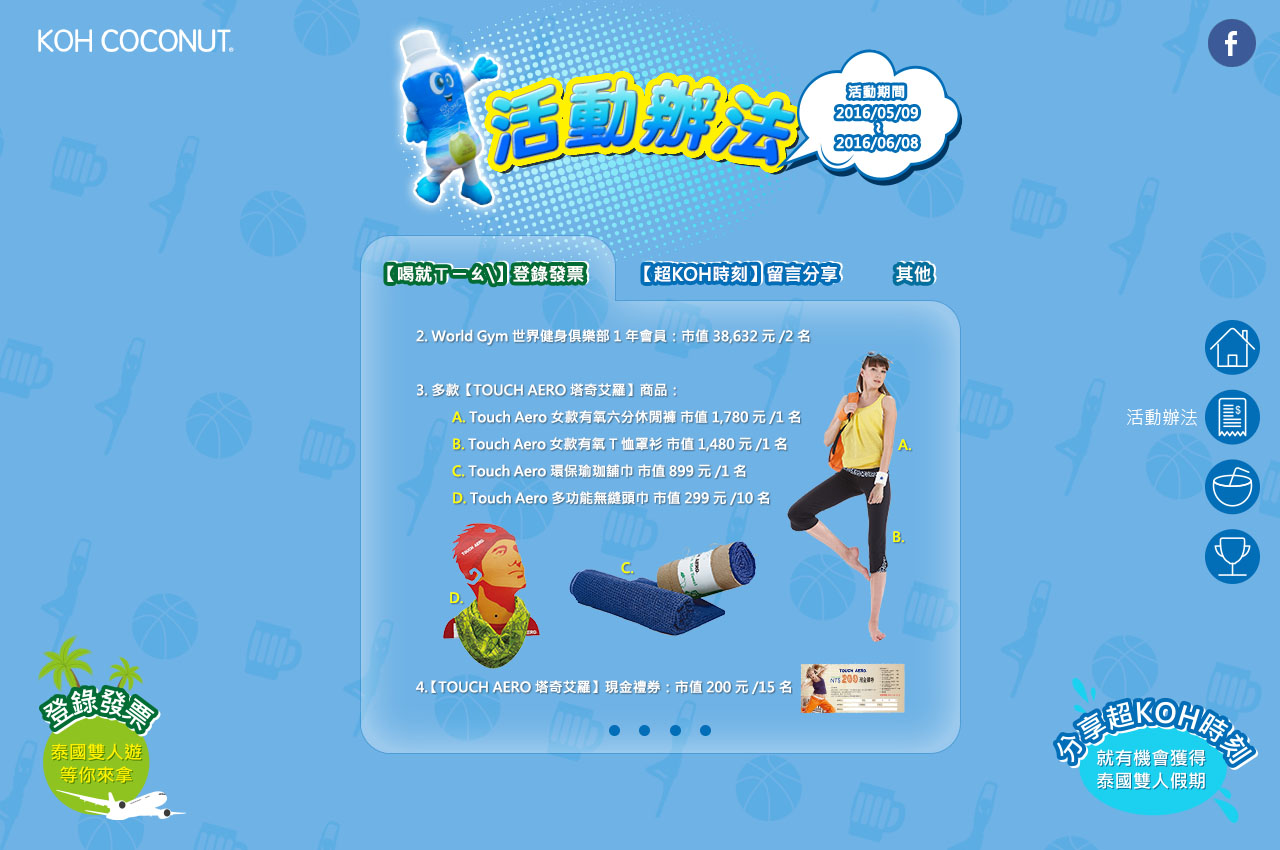 KOH COCONUT®
活動辦法
活動期間
2016/05/09
~
2016/06/08
【喝就ㄒㄧㄠ\】登錄發票
【超KOH時刻】留言分享
其他
2. World Gym 世界健身俱樂部 1 年會員：市值 38,632 元 /2 名
3. 多款【TOUCH AERO 塔奇艾羅】商品：
A. Touch Aero 女款有氧六分休閒褲 市值 1,780 元 /1 名
B. Touch Aero 女款有氧 T 恤罩衫 市值 1,480 元 /1 名
C. Touch Aero 環保瑜珈舖巾 市值 899 元 /1 名
D. Touch Aero 多功能無縫頭巾 市值 299 元 /10 名
A.
B.
C.
D.
TOUCH AERO
4.【TOUCH AERO 塔奇艾羅】現金禮券：市值 200 元 /15 名
TOUCH AERO
NT$ 200
活動辦法
登錄發票
泰國雙人遊
等你來拿
分享超KOH時刻
就有機會獲得
泰國雙人假期